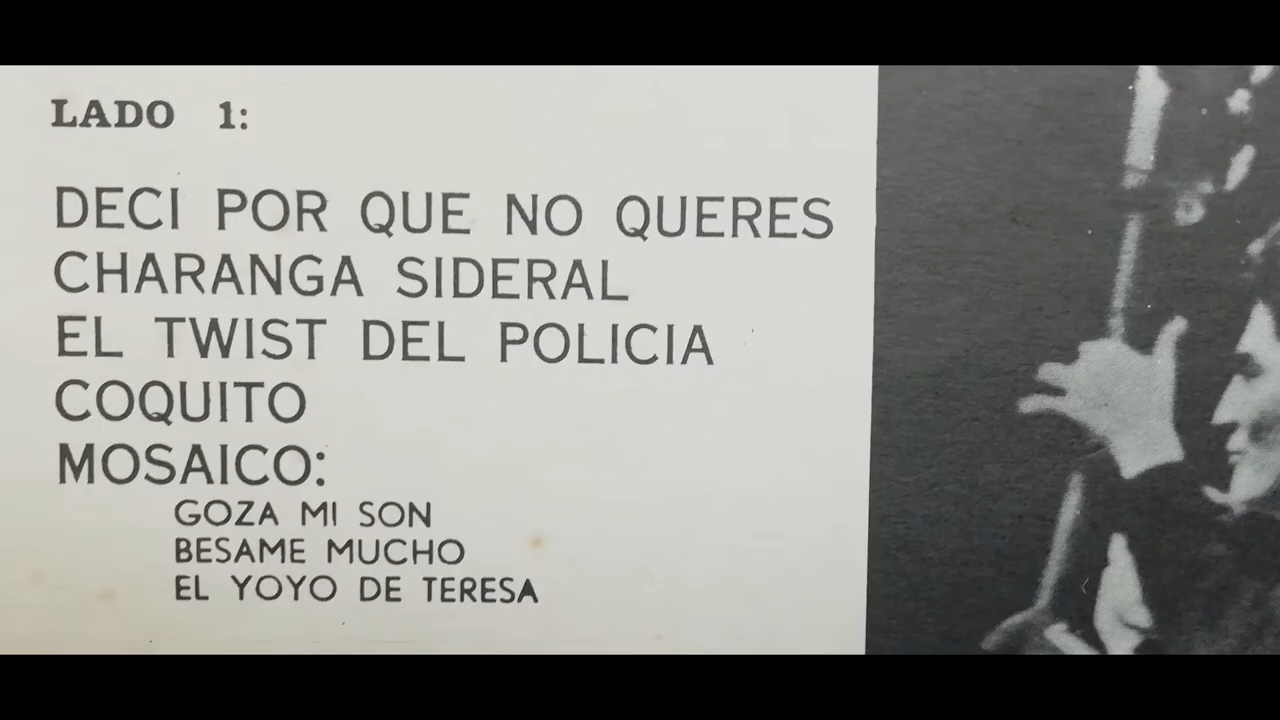 LADO 1:
DECI POR QUE NO QUERES
CHARANGA SIDERAL
EL TWIST DEL POLICIA
COQUITO
MOSAICO:
GOZA MI SON
BESAME MUCHO
EL YOYO DE TERESA